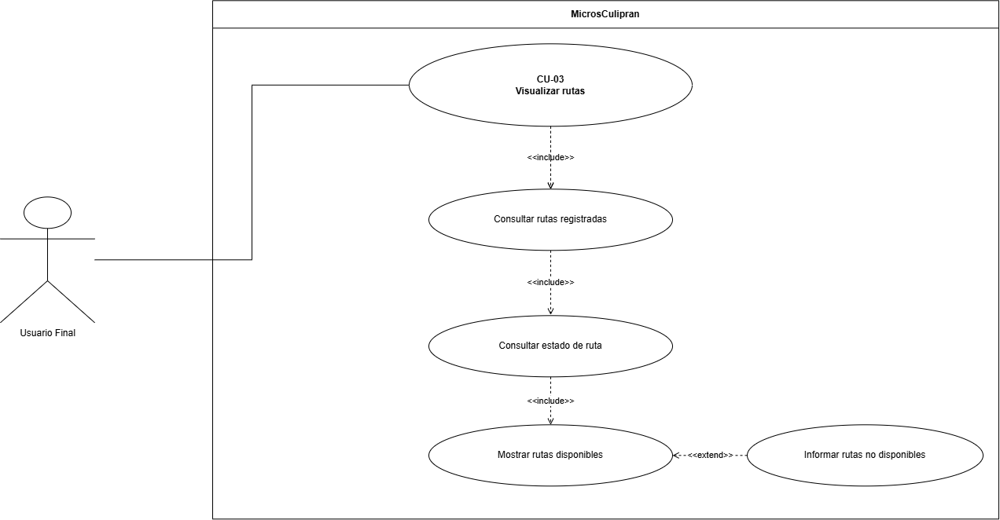 MicrosCulipran
CU-03
Visualizar rutas
<<include>>
Consultar rutas registradas
<<include>>
Usuario Final
Consultar estado de ruta
<<include>>
Mostrar rutas disponibles
<<extend>>
Informar rutas no disponibles